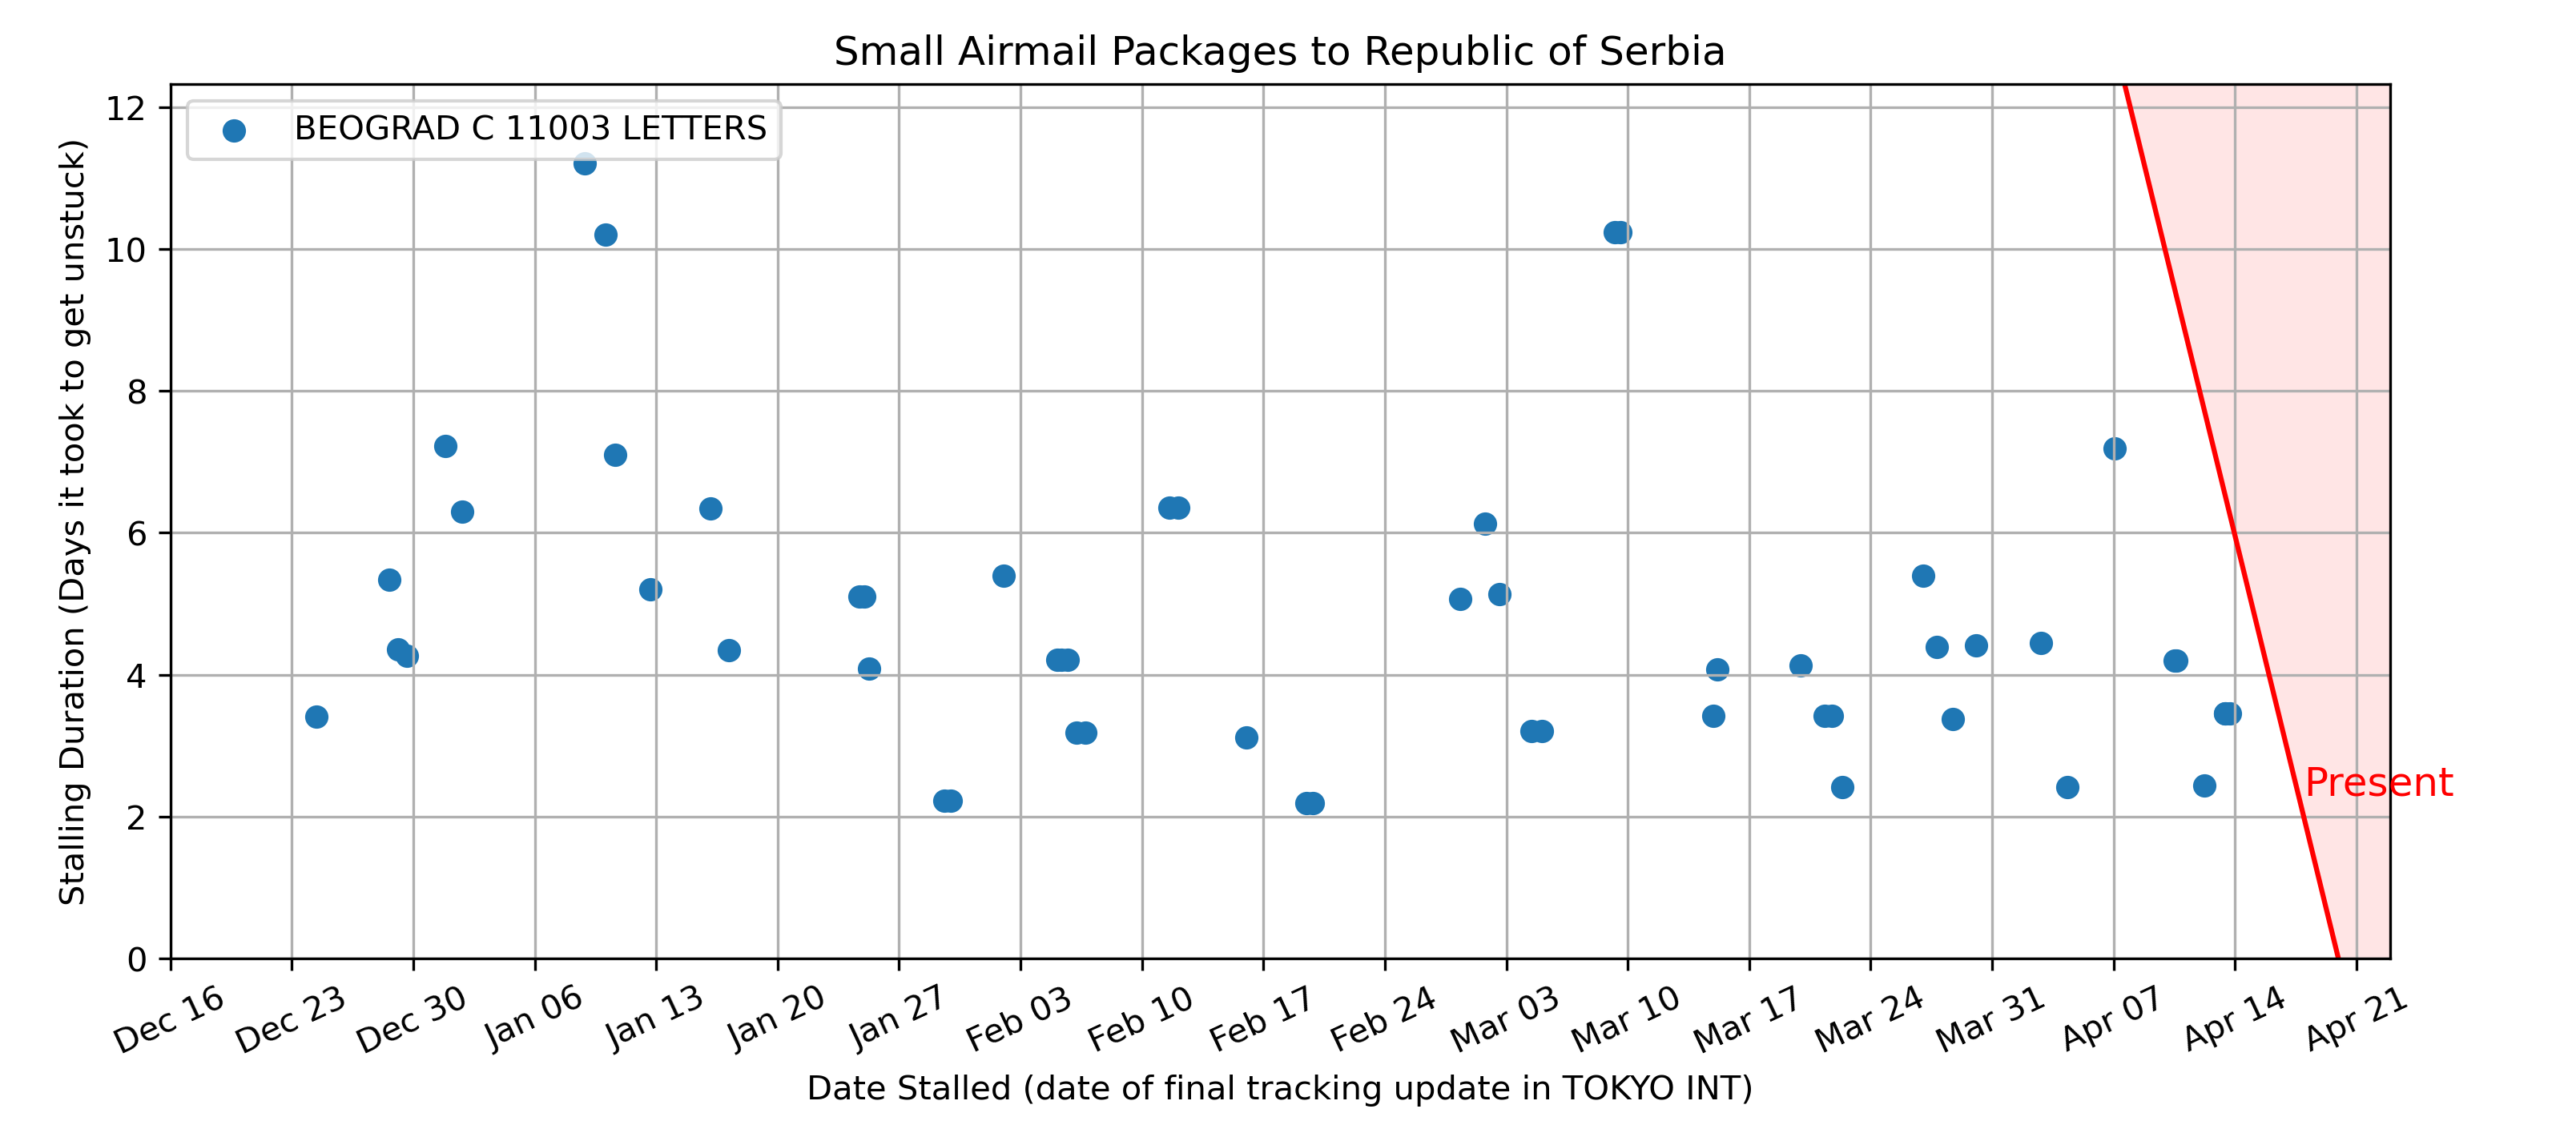 Small Airmail Packages to Republic of Serbia
BEOGRAD C 11003 LETTERS
Stalling Duration (Days it took to get unstuck)
12
10
8
6
4
2
0
Present
Dec 16 Dec 23 Dec 30 Jan 06 Jan 13 Jan 20 Jan 27 Feb 03 Feb 10 Feb 17 Feb 24 Mar 03 Mar 10 Mar 17 Mar 24 Mar 31 Apr 07 Apr 14 Apr 21
Date Stalled (date of final tracking update in TOKYO INT)